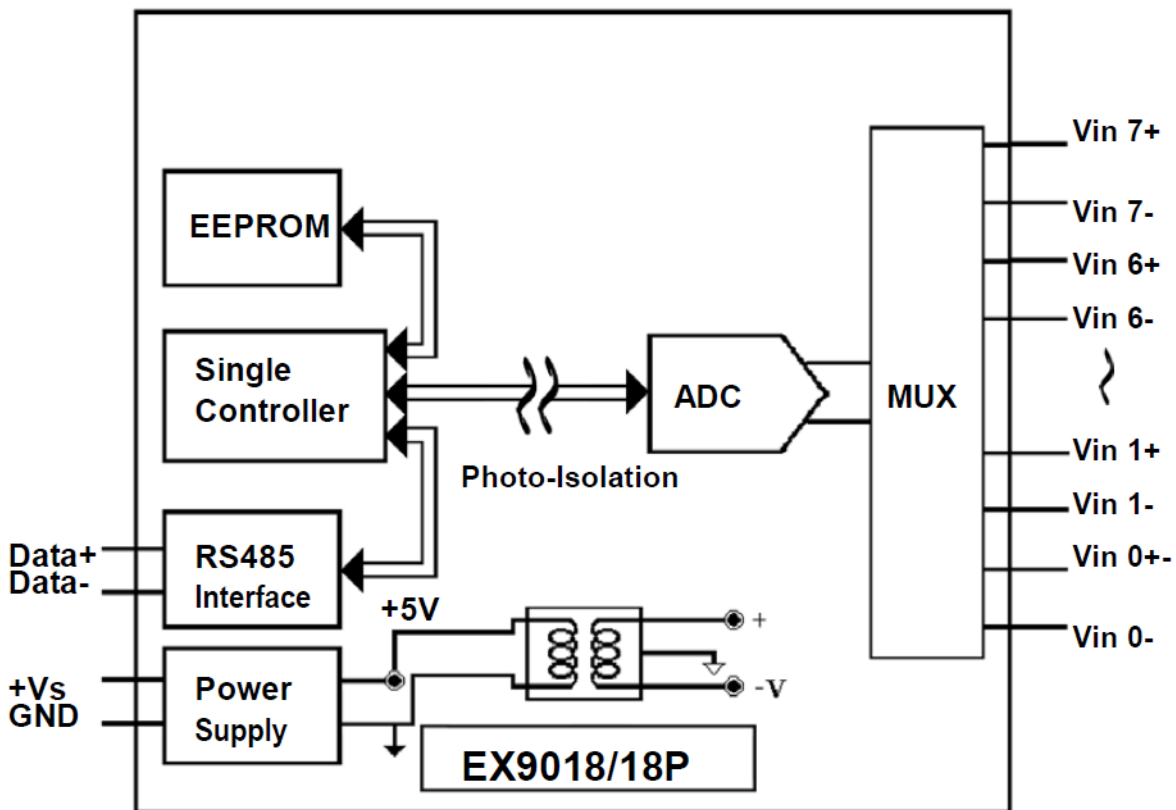 EEPROM
Single
Controller
Photo-Isolation
ADC
MUX
Vin 7+
Vin 7-
Vin 6+
Vin 6-
Vin 1+
Vin 1-
Vin 0+-
Vin 0-
Data+
Data-
RS485
Interface
+5V
+
-V
+Vs
GND
Power
Supply
EX9018/18P